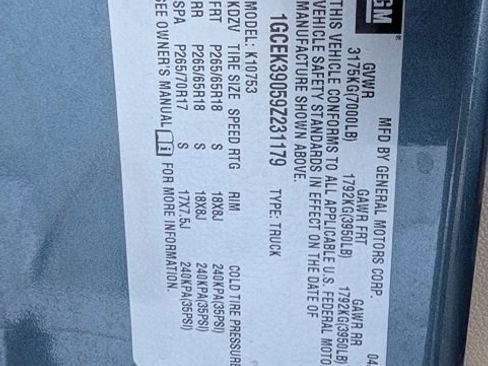 GM®
MFD BY GENERAL MOTORS CORP. 04
GVWR GAWR FRT GAWR RR
3175KG(7000LB) 1792KG(3950LB) 1792KG(3950LB)
THIS VEHICLE CONFORMS TO ALL APPLICABLE U.S. FEDERAL MOTO
VEHICLE SAFETY STANDARDS IN EFFECT ON THE DATE OF
MANUFACTURE SHOWN ABOVE.
1GCEK39059Z231179 TYPE: TRUCK
MODEL: K10753
KDZV TIRE SIZE SPEED RTG RIM COLD TIRE PRESSURE
FRT P265/65R18 S 18X8J 240KPA(35PSI)
RR P265/65R18 S 18X8J 240KPA(35PSI)
SPA P265/70R17 S 17X7.5J 240KPA(35PSI)
SEE OWNER'S MANUAL FOR MORE INFORMATION.